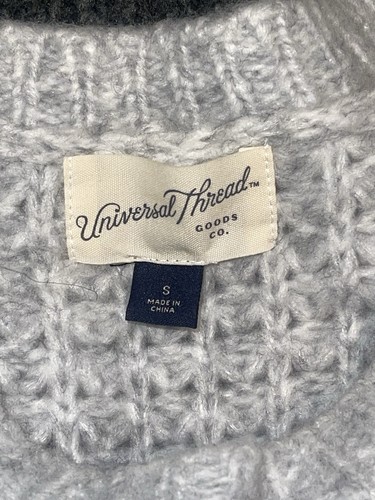 Universal Thread™
GOODS
CO.
S
MADE IN
CHINA